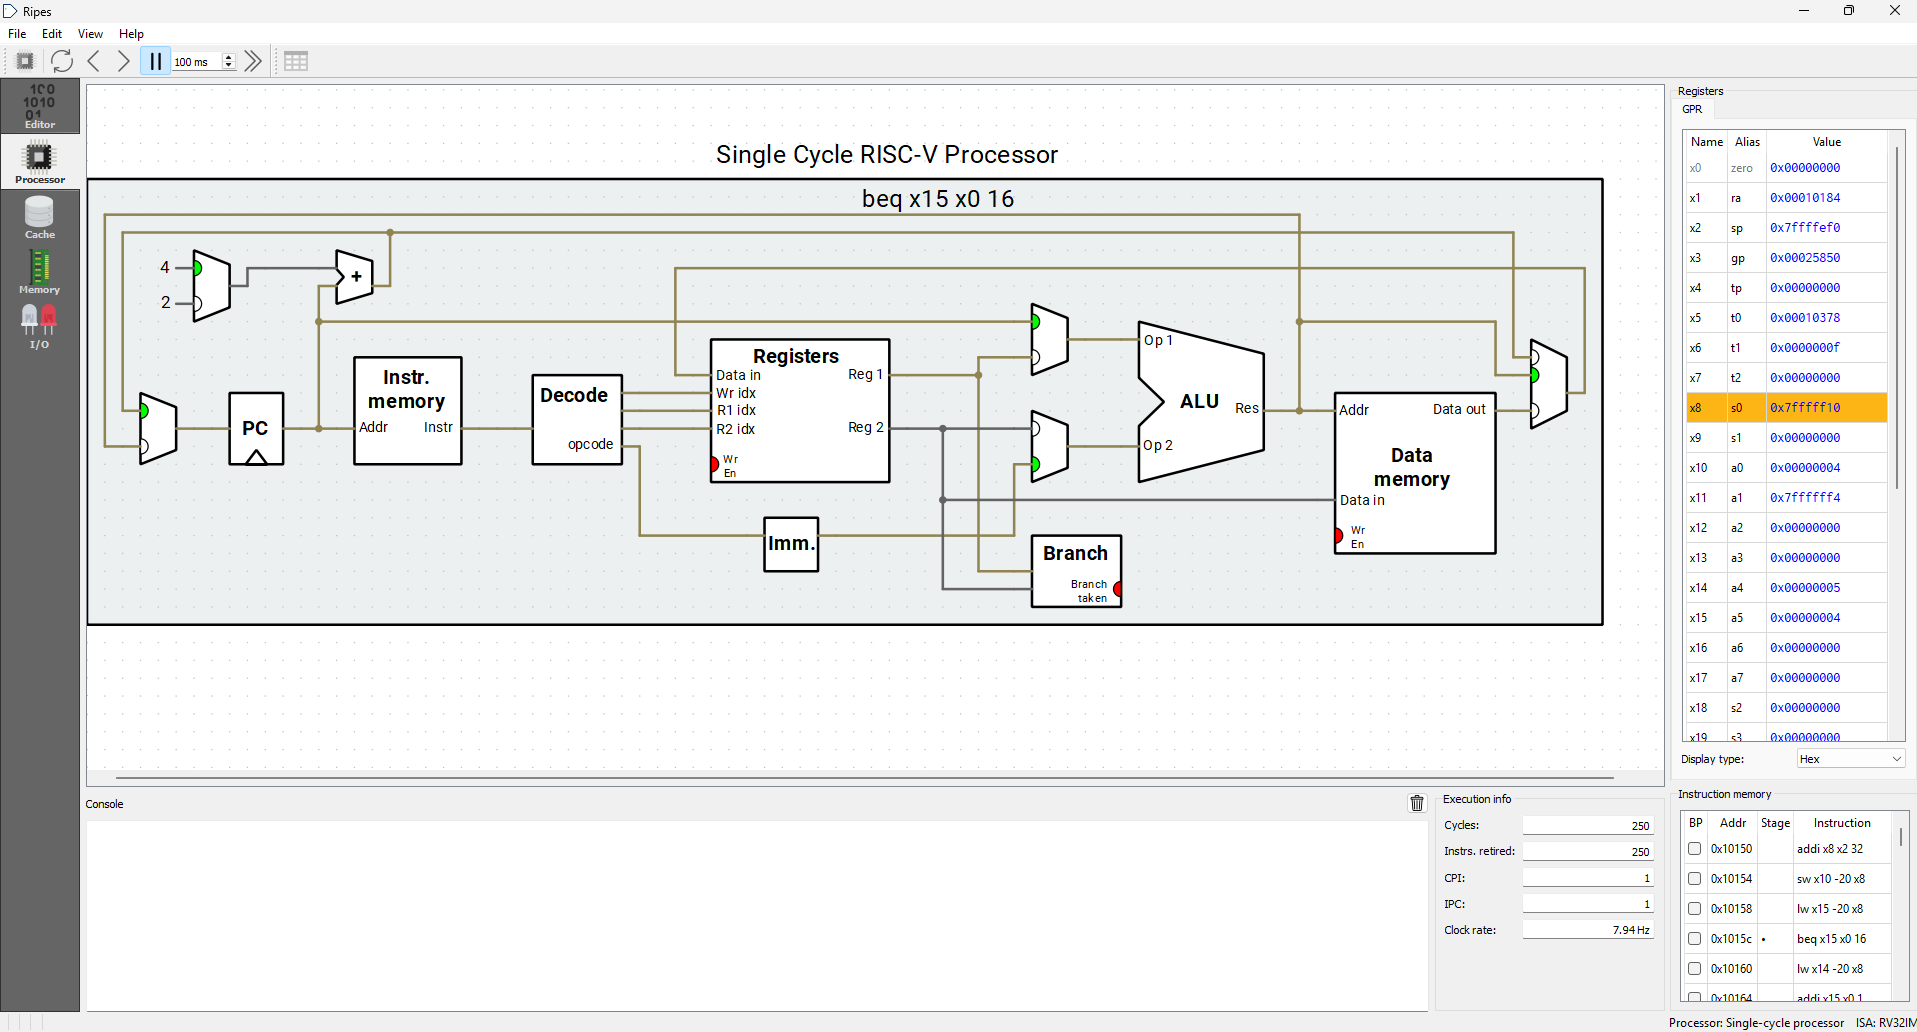 Ripes
File Edit View Help
100 ms
Editor
Processor
Cache
Memory
I/O
Single Cycle RISC-V Processor
beq x15 x0 16
4
2
+
PC
Instr. memory
Addr Instr
Decode
opcode
Registers
Data in Reg 1
Wr idx
R1 idx
R2 idx Reg 2
Wr En
Imm.
Op 1
ALU Res
Op 2
Branch
Branch taken
Addr Data out
Data memory
Data in
Wr En
Registers
GPR
Name Alias Value
x0 zero 0x00000000
x1 ra 0x00010184
x2 sp 0x7ffffef0
x3 gp 0x00025850
x4 tp 0x00000000
x5 t0 0x00010378
x6 t1 0x0000000f
x7 t2 0x00000000
x8 s0 0x7fffff10
x9 s1 0x00000000
x10 a0 0x00000004
x11 a1 0x7ffffff4
x12 a2 0x00000000
x13 a3 0x00000000
x14 a4 0x00000005
x15 a5 0x00000004
x16 a6 0x00000000
x17 a7 0x00000000
x18 s2 0x00000000
x19 s3 0x00000000
Display type: Hex
Console
Execution info
Cycles: 250
Instrs. retired: 250
CPI: 1
IPC: 1
Clock rate: 7.94 Hz
Instruction memory
BP Addr Stage Instruction
0x10150 addi x8 x2 32
0x10154 sw x10 -20 x8
0x10158 lw x15 -20 x8
0x1015c • beq x15 x0 16
0x10160 lw x14 -20 x8
0x10164 addi x15 x0 1
Processor: Single-cycle processor ISA: RV32IM